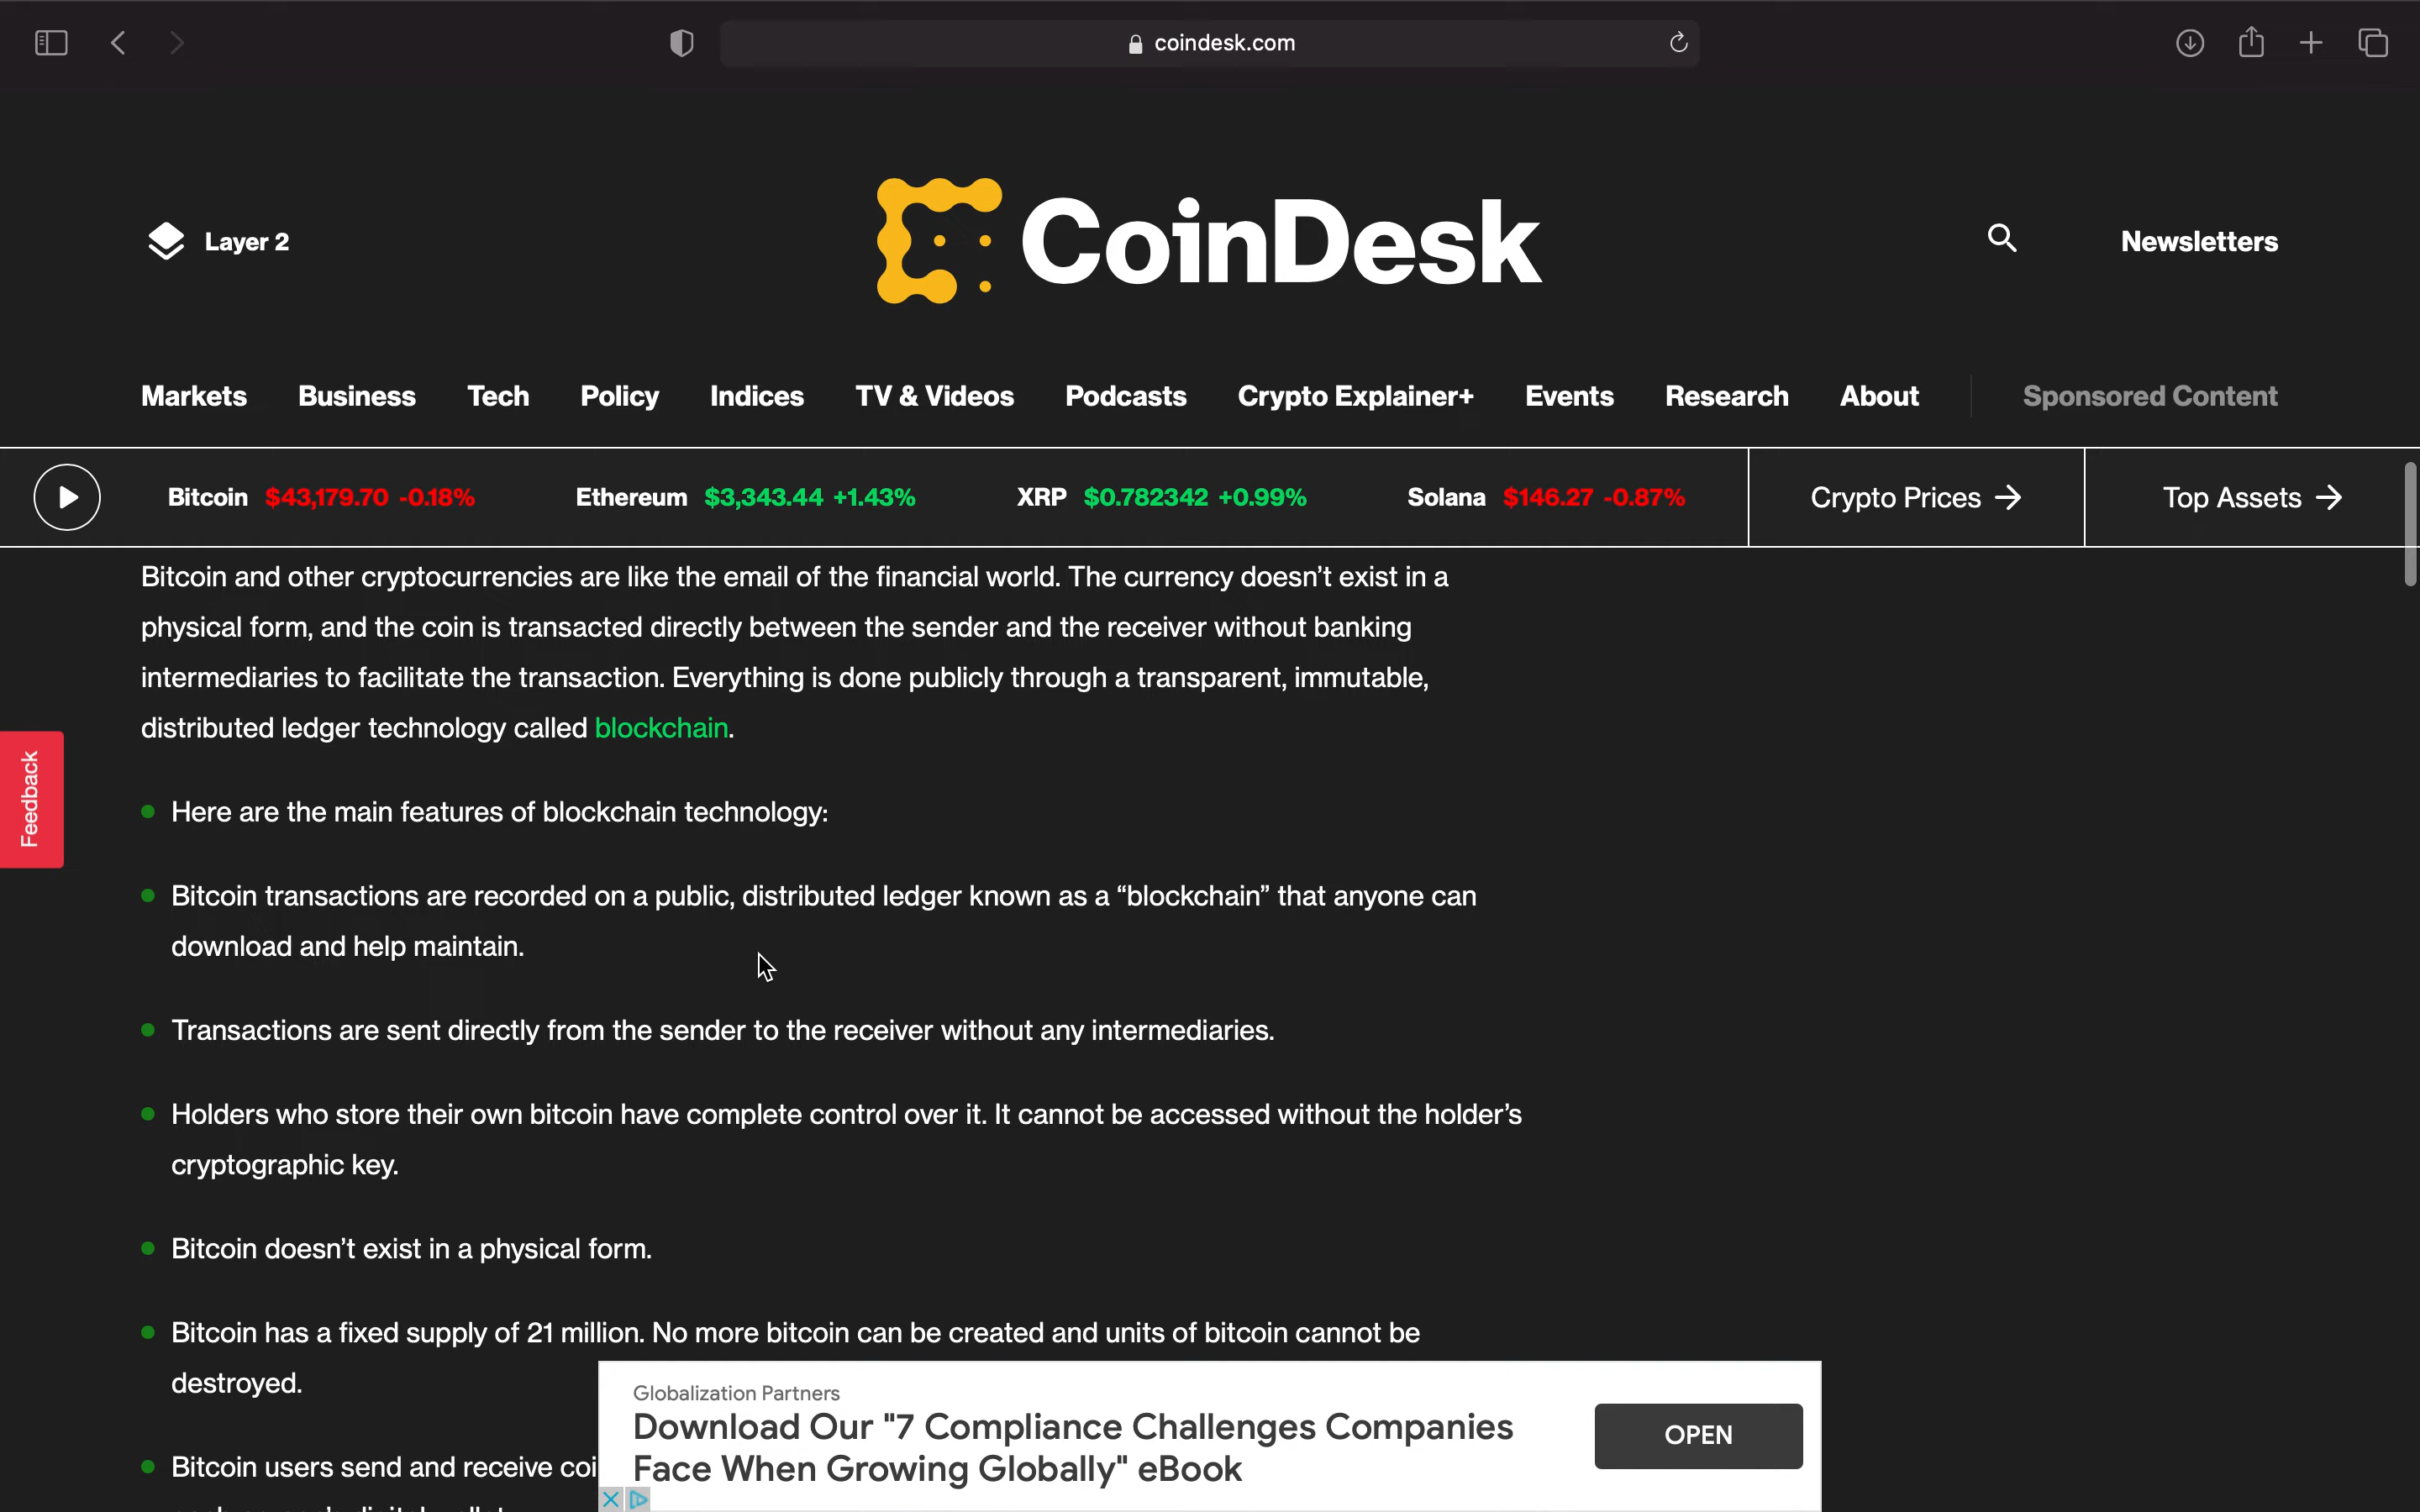 coindesk.com
Layer 2
CoinDesk
Newsletters
Markets Business Tech Policy Indices TV & Videos Podcasts Crypto Explainer+ Events Research About Sponsored Content
Bitcoin $43,179.70 -0.18% Ethereum $3,343.44 +1.43% XRP $0.782342 +0.99% Solana $146.27 -0.87% Crypto Prices → Top Assets →
Bitcoin and other cryptocurrencies are like the email of the financial world. The currency doesn’t exist in a
physical form, and the coin is transacted directly between the sender and the receiver without banking
intermediaries to facilitate the transaction. Everything is done publicly through a transparent, immutable,
distributed ledger technology called blockchain.
Feedback
Here are the main features of blockchain technology:
Bitcoin transactions are recorded on a public, distributed ledger known as a “blockchain” that anyone can
download and help maintain.
Transactions are sent directly from the sender to the receiver without any intermediaries.
Holders who store their own bitcoin have complete control over it. It cannot be accessed without the holder’s
cryptographic key.
Bitcoin doesn’t exist in a physical form.
Bitcoin has a fixed supply of 21 million. No more bitcoin can be created and units of bitcoin cannot be
destroyed.
Bitcoin users send and receive coi
Globalization Partners
Download Our "7 Compliance Challenges Companies
Face When Growing Globally" eBook
OPEN